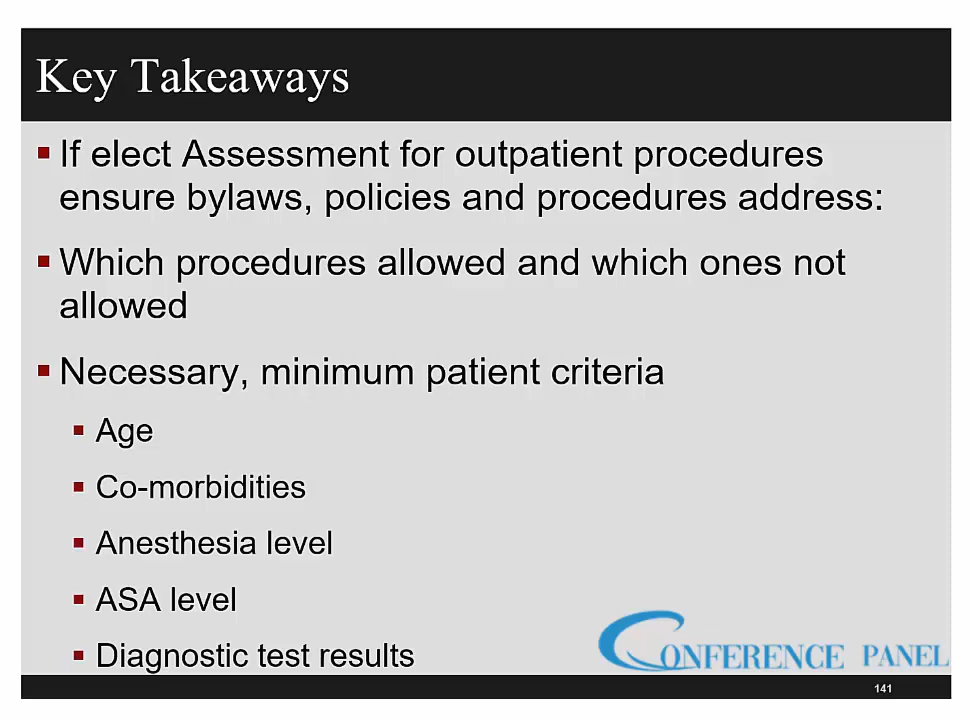 Key Takeaways
If elect Assessment for outpatient procedures
ensure bylaws, policies and procedures address:
Which procedures allowed and which ones not
allowed
Necessary, minimum patient criteria
Age
Co-morbidities
Anesthesia level
ASA level
Diagnostic test results
CONFERENCE PANEL
141